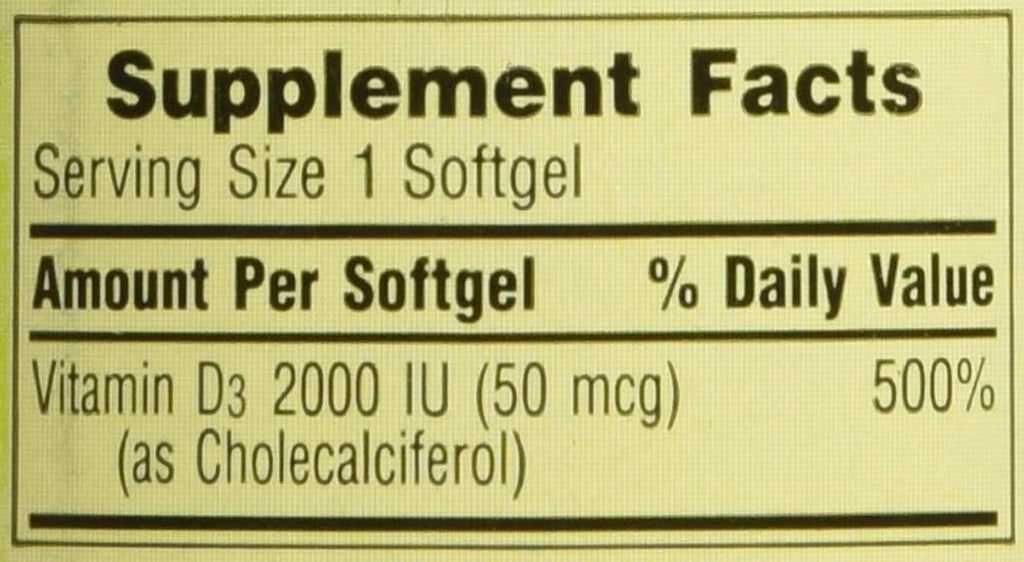 Supplement Facts
Serving Size 1 Softgel
Amount Per Softgel % Daily Value
Vitamin D3 2000 IU (50 mcg) 500%
(as Cholecalciferol)